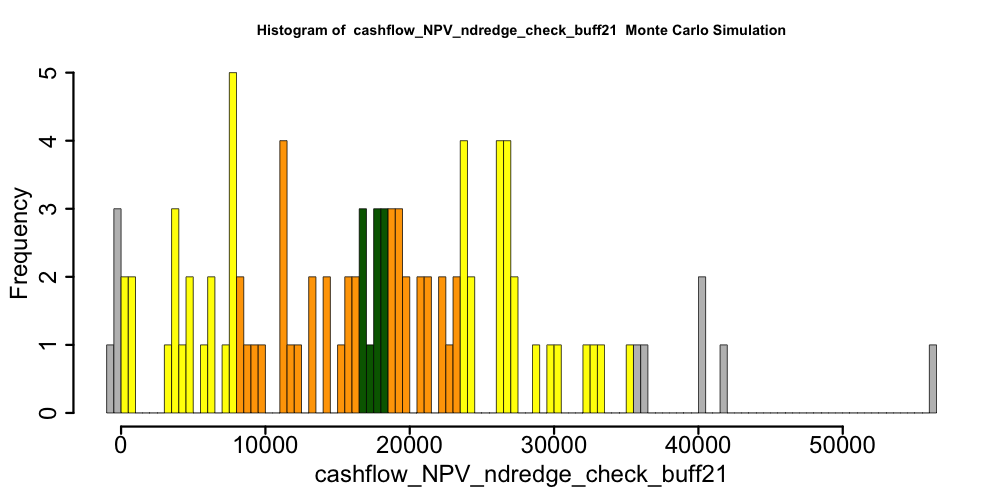 Histogram of  cashflow_NPV_ndredge_check_buff21  Monte Carlo Simulation
5
4
3
2
1
0
Frequency
0 10000 20000 30000 40000 50000
cashflow_NPV_ndredge_check_buff21